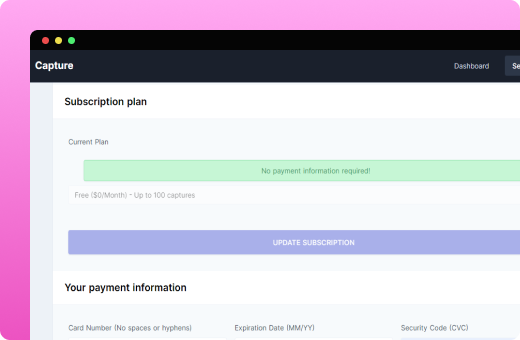 Capture
Dashboard
Se
Subscription plan
Current Plan
No payment information required!
Free ($0/Month) - Up to 100 captures
UPDATE SUBSCRIPTION
Your payment information
Card Number (No spaces or hyphens)
Expiration Date (MM/YY)
Security Code (CVC)